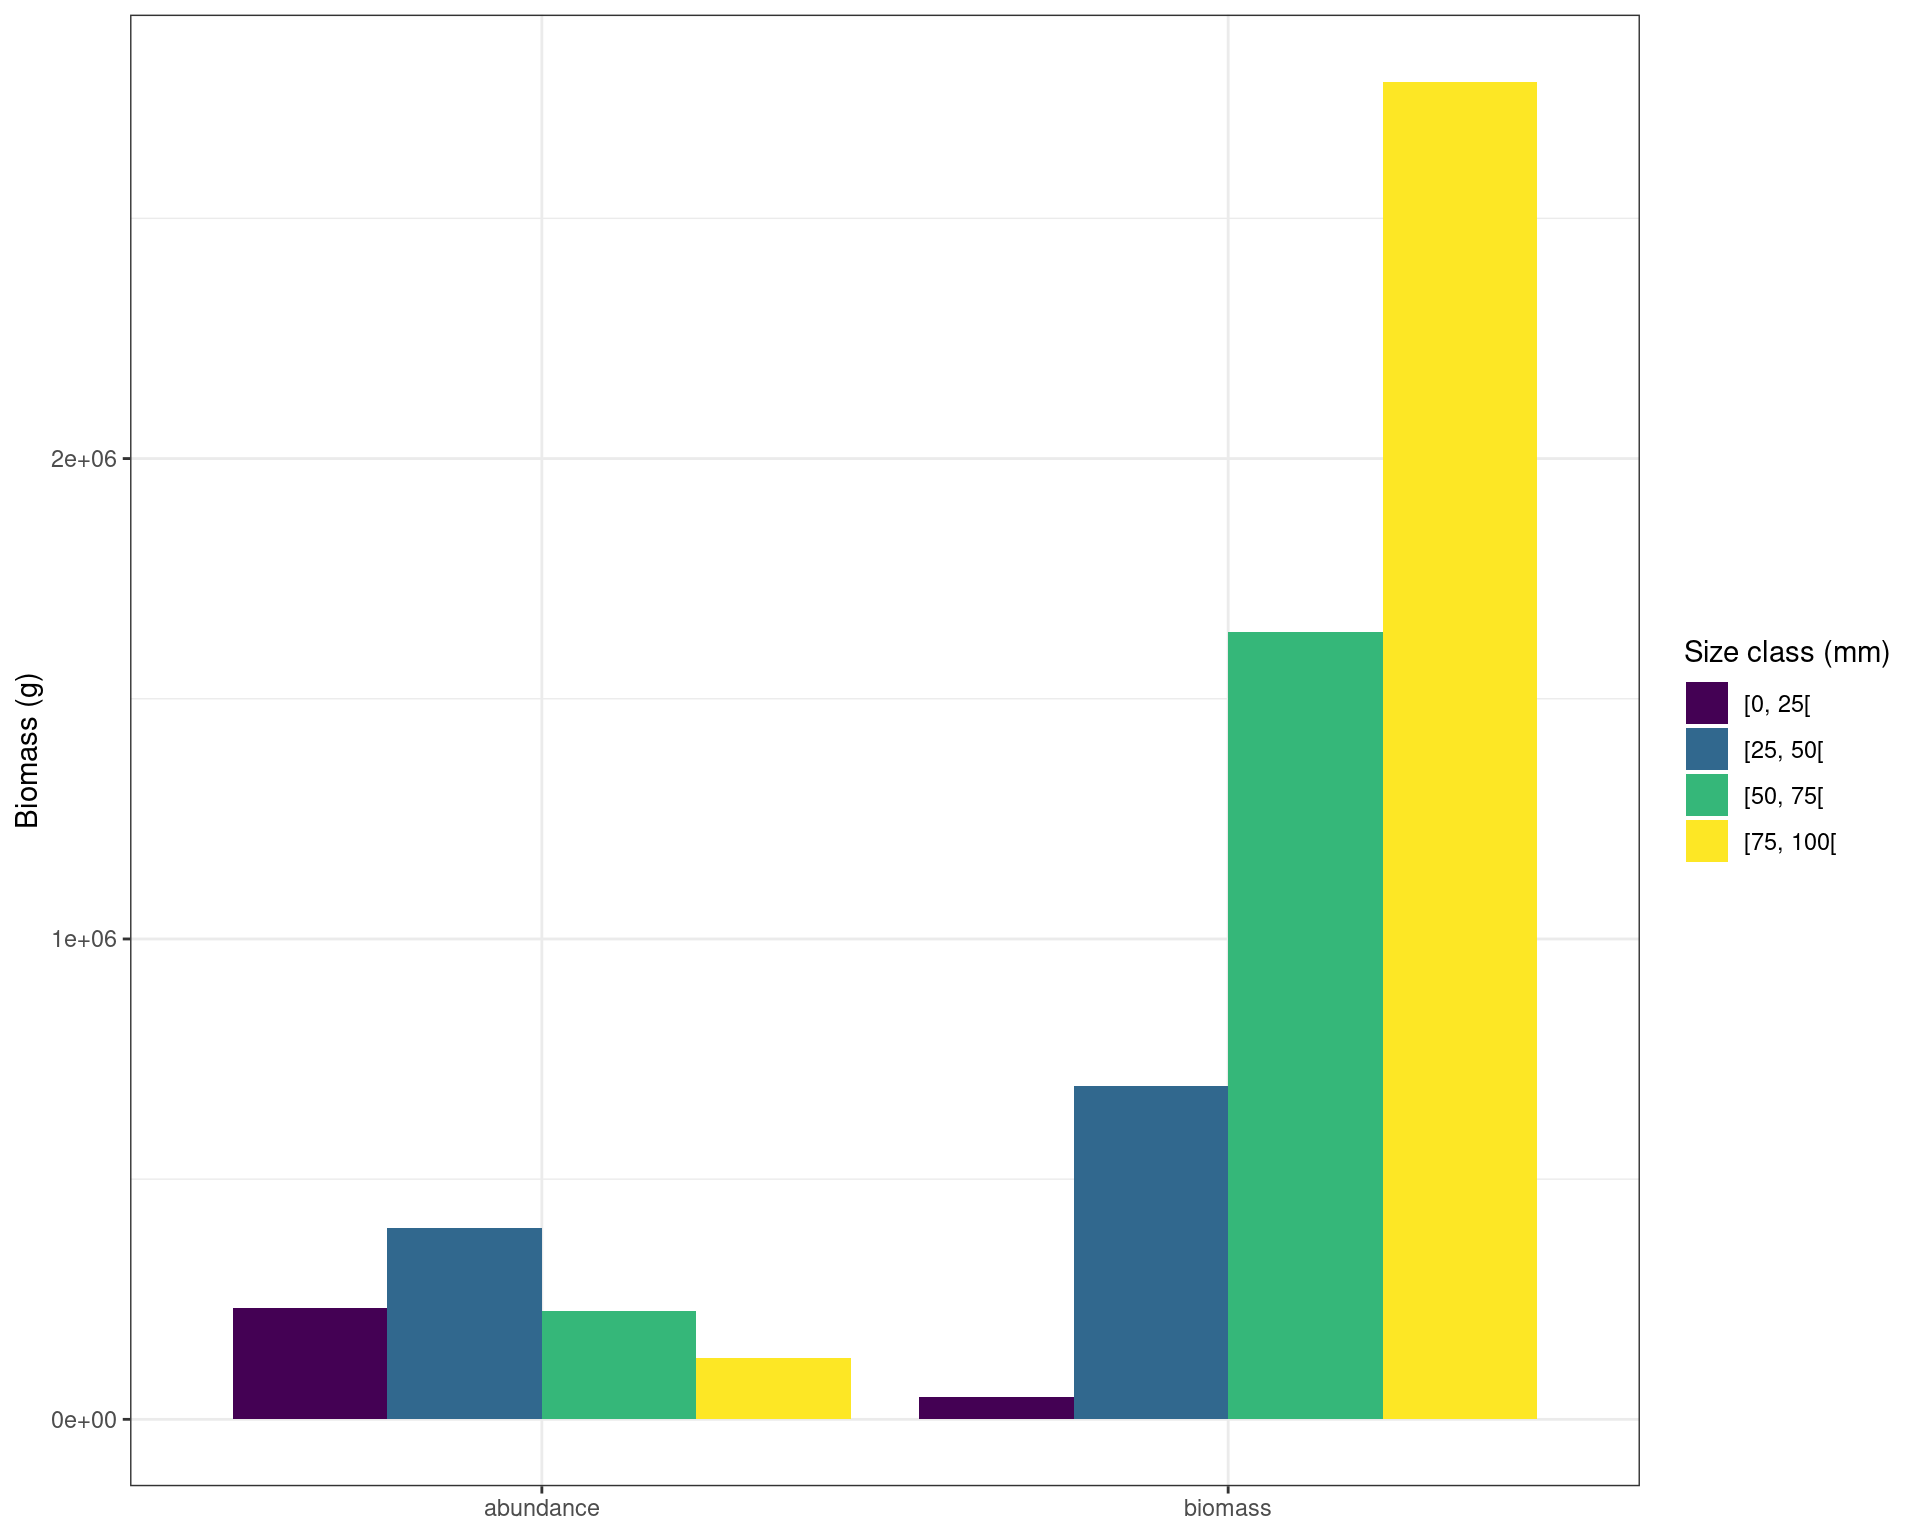 Biomass (g)
2e+06
1e+06
0e+00
abundance
biomass
Size class (mm)
[0, 25[
[25, 50[
[50, 75[
[75, 100[